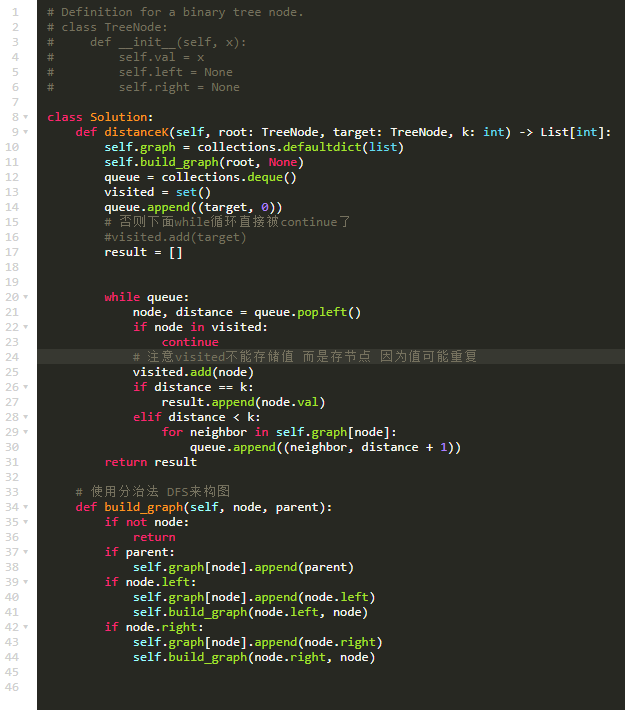 1 # Definition for a binary tree node.
2 # class TreeNode:
3 #     def __init__(self, x):
4 #         self.val = x
5 #         self.left = None
6 #         self.right = None
7
8 class Solution:
9     def distanceK(self, root: TreeNode, target: TreeNode, k: int) -> List[int]:
10         self.graph = collections.defaultdict(list)
11         self.build_graph(root, None)
12         queue = collections.deque()
13         visited = set()
14         queue.append((target, 0))
15         # 否则下面while循环直接被continue了
16         #visited.add(target)
17         result = []
18
19
20         while queue:
21             node, distance = queue.popleft()
22             if node in visited:
23                 continue
24             # 注意visited不能存储值 而是存节点 因为值可能重复
25             visited.add(node)
26             if distance == k:
27                 result.append(node.val)
28             elif distance < k:
29                 for neighbor in self.graph[node]:
30                     queue.append((neighbor, distance + 1))
31         return result
32
33     # 使用分治法 DFS来构图
34     def build_graph(self, node, parent):
35         if not node:
36             return
37         if parent:
38             self.graph[node].append(parent)
39         if node.left:
40             self.graph[node].append(node.left)
41             self.build_graph(node.left, node)
42         if node.right:
43             self.graph[node].append(node.right)
44             self.build_graph(node.right, node)
45
46